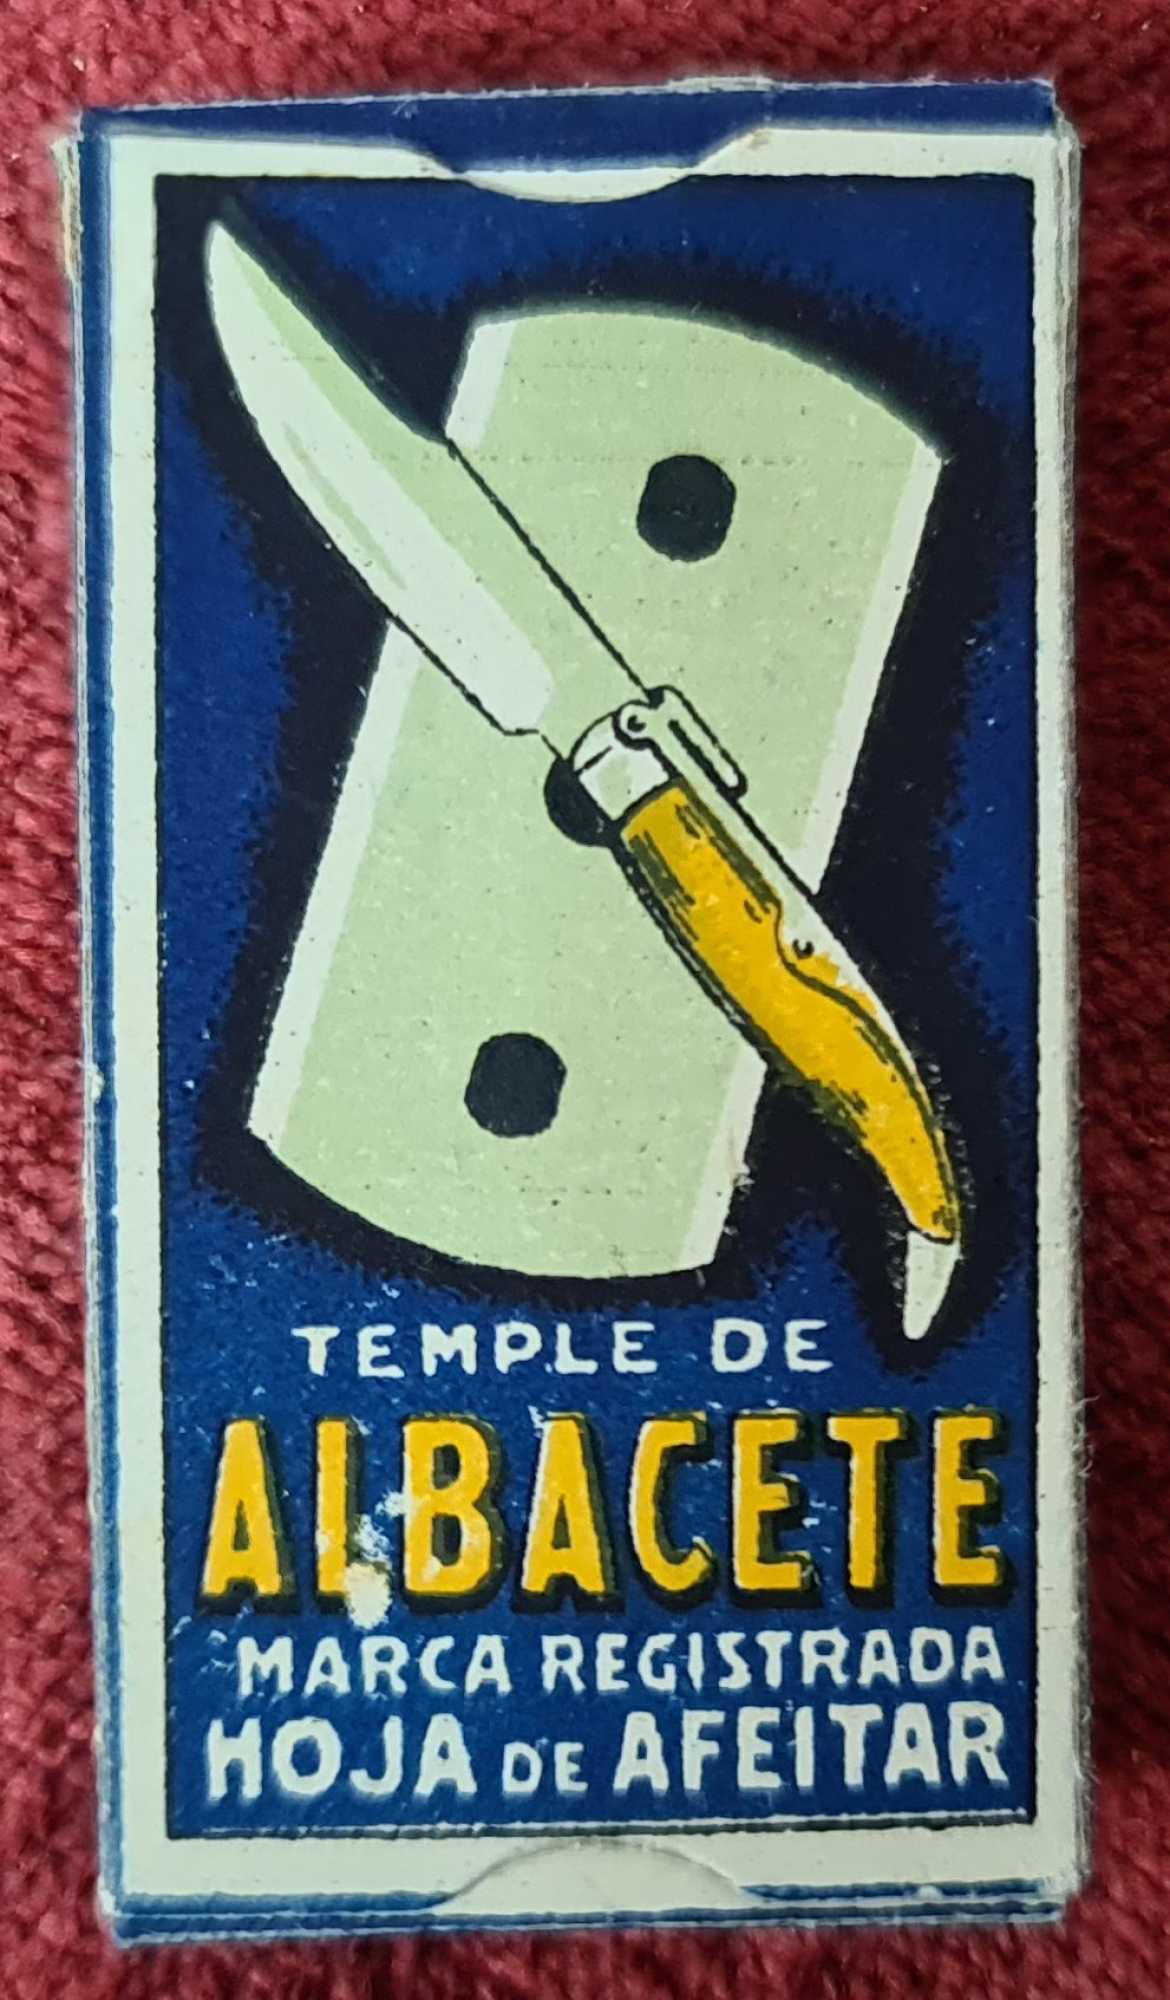 TEMPLE DE
ALBACETE
MARCA REGISTRADA
HOJA DE AFEITAR